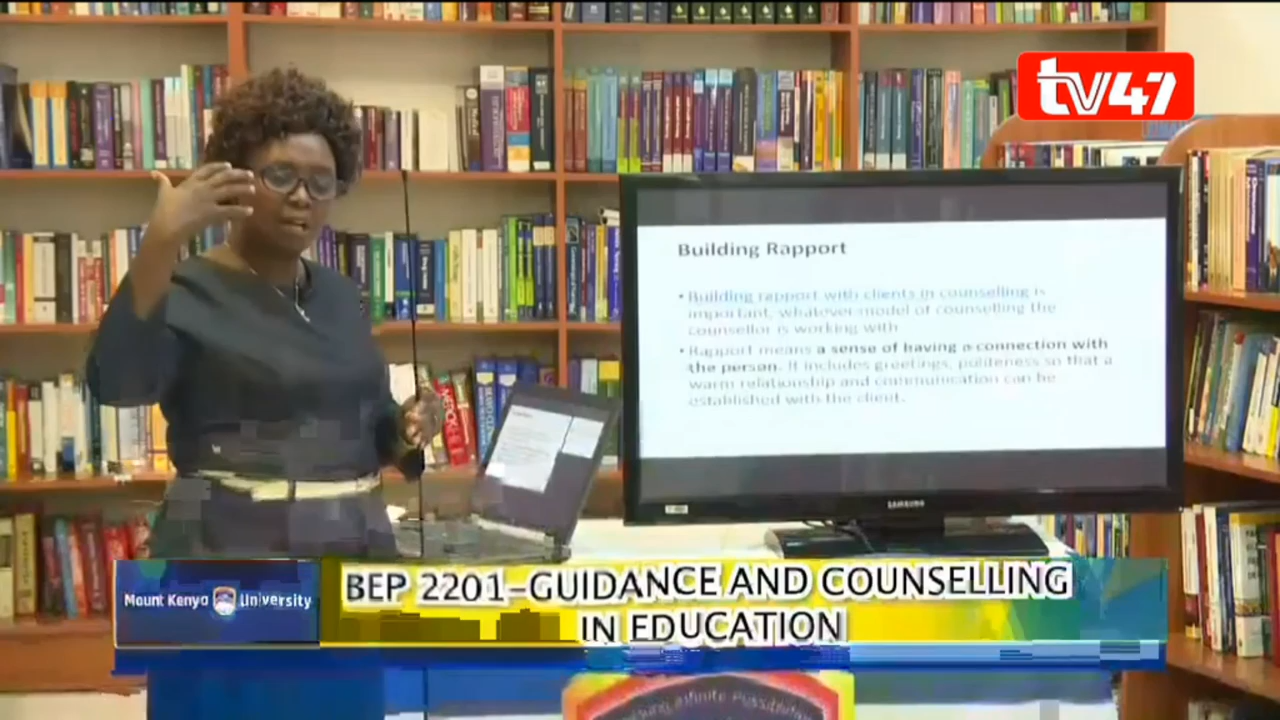 tv47
Building Rapport
• Building rapport with clients in counselling is
important, whatever model of counselling the
counsellor is working with
• Rapport means a sense of having a connection with
the person. It includes greetings, politeness so that a
warm relationship and communication can be
established with the client.
SAMSUNG
Mount Kenya University
BEP 2201-GUIDANCE AND COUNSELLING
IN EDUCATION
Infinite